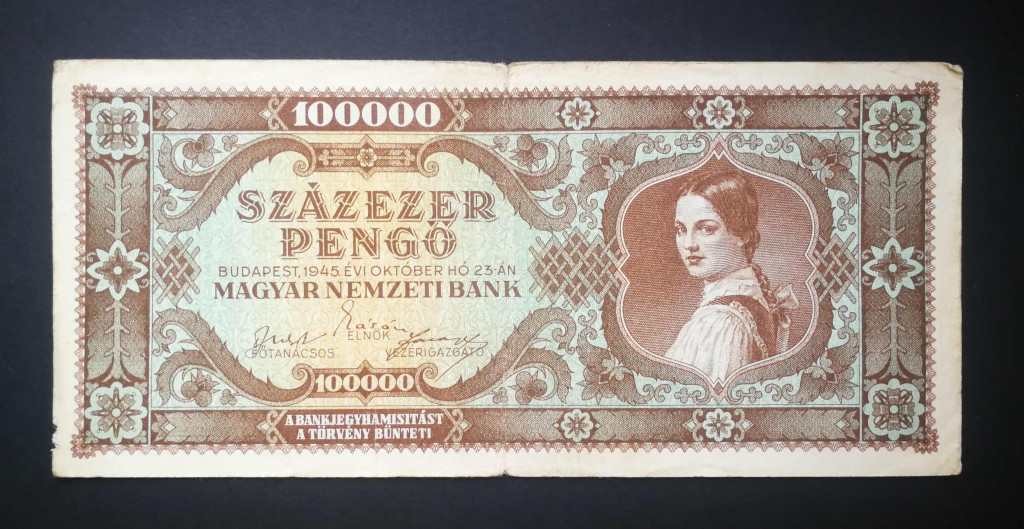 100000
SZÁZEZER
PENGŐ
BUDAPEST, 1945. ÉVI OKTÓBER HÓ 23-ÁN
MAGYAR NEMZETI BANK
ELNÖK
FŐTANÁCSOS VEZÉRIGAZGATÓ
100000
A BANKJEGYHAMISITÁST
A TÖRVÉNY BÜNTETI